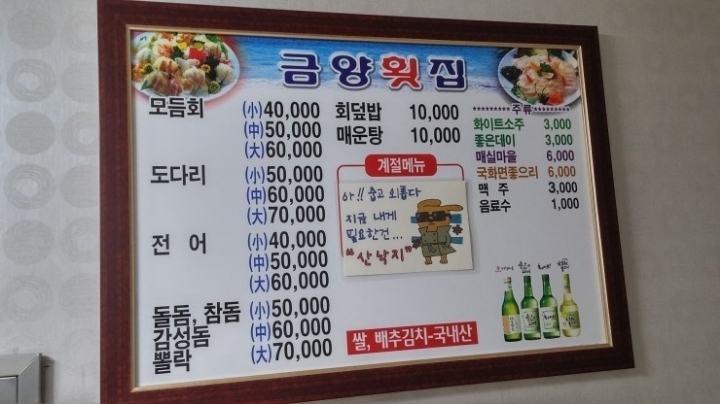 금양횟집
모듬회 (小)40,000
(中)50,000
(大)60,000
도다리 (小)50,000
(中)60,000
(大)70,000
전 어 (小)40,000
(中)50,000
(大)60,000
돌돔, 참돔 (小)50,000
감성돔 (中)60,000
뽈락 (大)70,000
회덮밥 10,000
매운탕 10,000
계절메뉴
아!! 춥고 외롭다
지금 내게
필요한건...
"산낙지"
쌀, 배추김치-국내산
*********주류*********
화이트소주 3,000
좋은데이 3,000
매실마을 6,000
국화면좋으리 6,000
맥 주 3,000
음료수 1,000